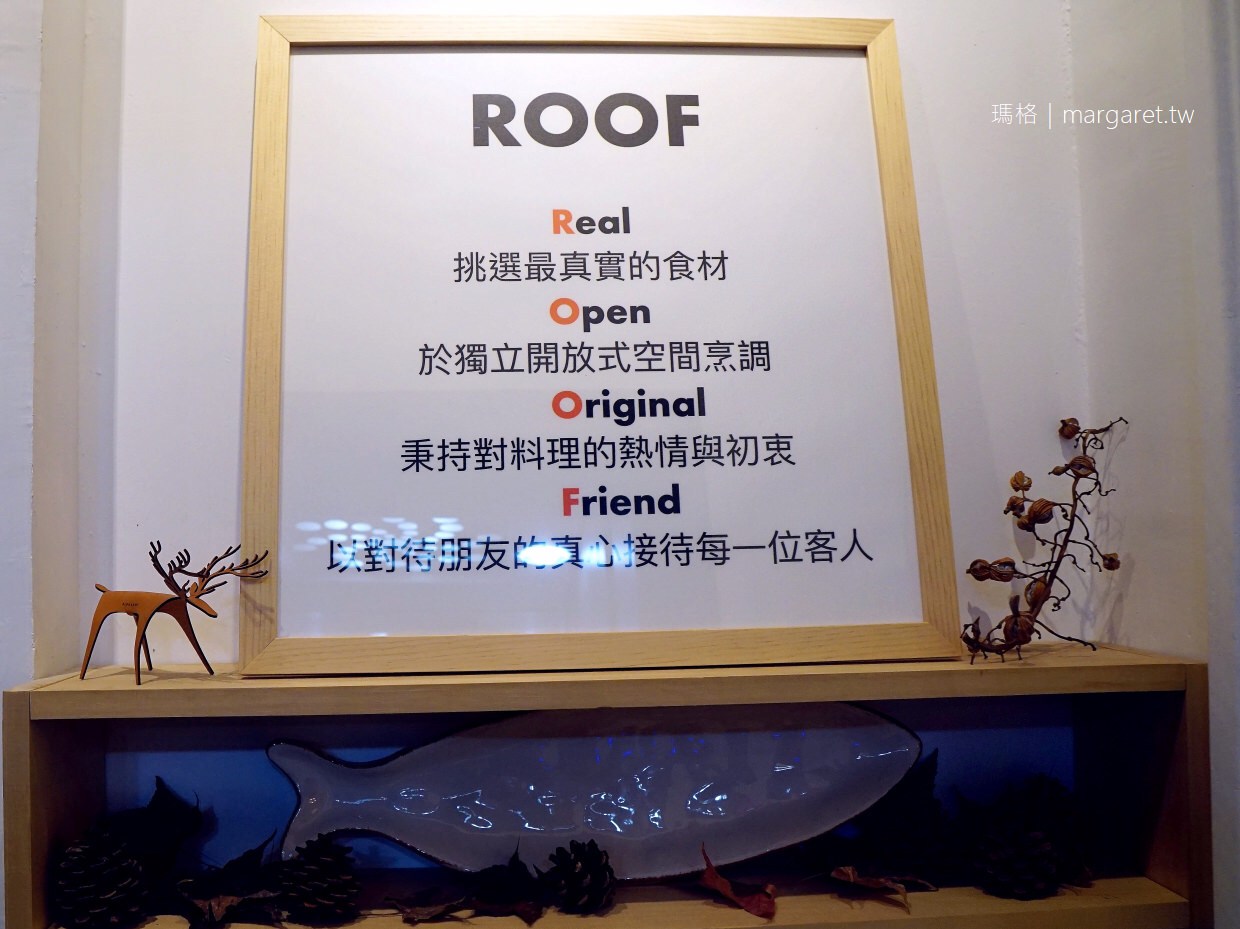 ROOF
瑪格｜margaret.tw
Real
挑選最真實的食材
Open
於獨立開放式空間烹調
Original
秉持對料理的熱情與初衷
Friend
以對待朋友的真心接待每一位客人